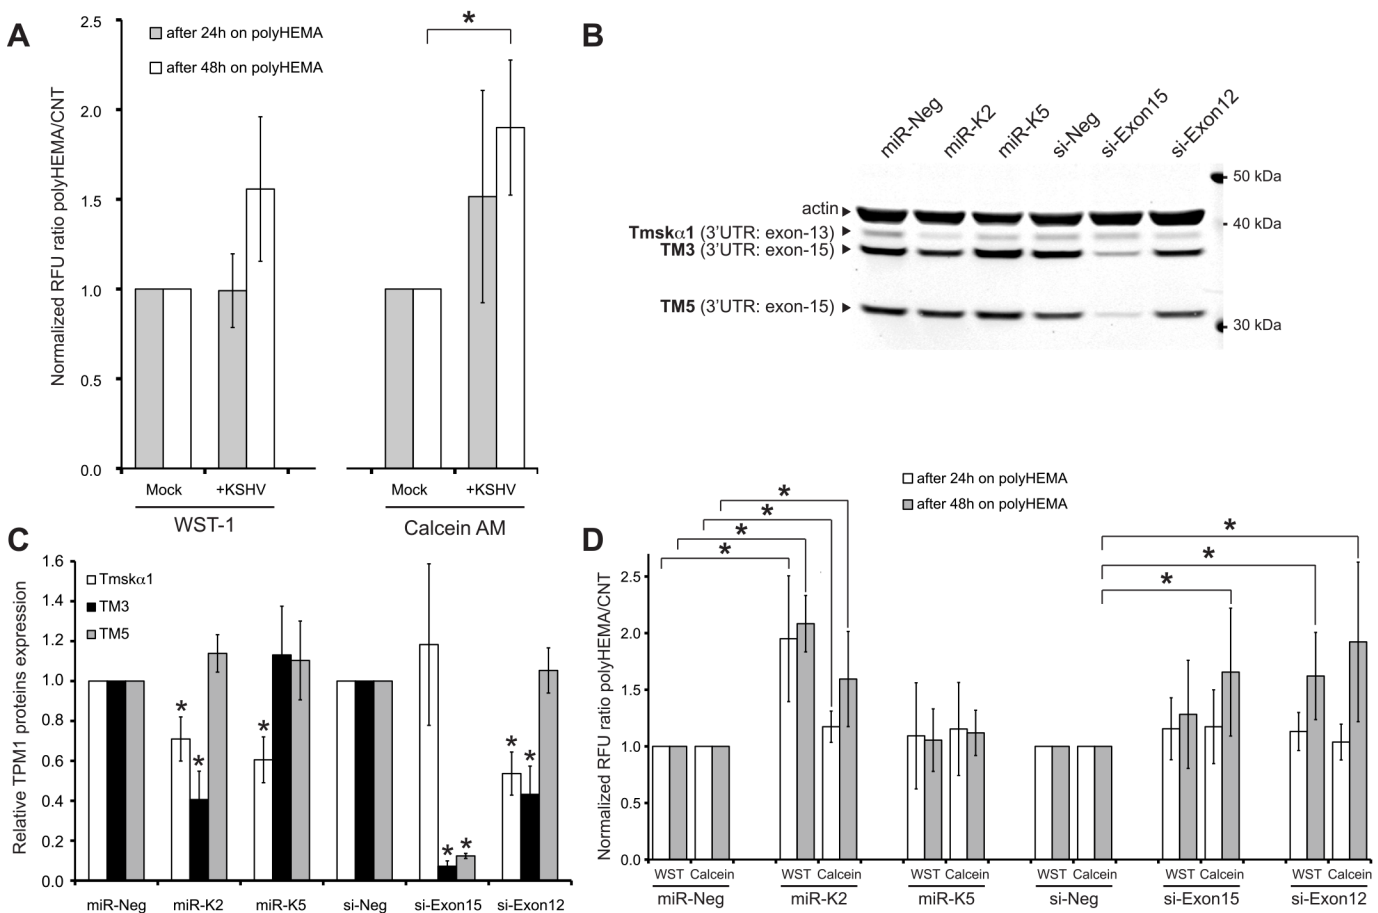 A
2.5
2.0
1.5
1.0
0.5
0.0
Normalized RFU ratio polyHEMA/CNT
after 24h on polyHEMA
after 48h on polyHEMA
*
Mock
+KSHV
Mock
+KSHV
WST-1
Calcein AM
B
miR-Neg
miR-K2
miR-K5
si-Neg
si-Exon15
si-Exon12
50 kDa
40 kDa
30 kDa
actin
Tmskα1 (3'UTR: exon-13)
TM3 (3'UTR: exon-15)
TM5 (3'UTR: exon-15)
C
1.6
1.4
1.2
1.0
0.8
0.6
0.4
0.2
0.0
Relative TPM1 proteins expression
Tmskα1
TM3
TM5
* * * * * * *
miR-Neg
miR-K2
miR-K5
si-Neg
si-Exon15
si-Exon12
D
after 24h on polyHEMA
after 48h on polyHEMA
2.5
2.0
1.5
1.0
0.5
0.0
Normalized RFU ratio polyHEMA/CNT
* * * * * * *
WST Calcein
WST Calcein
WST Calcein
WST Calcein
WST Calcein
WST Calcein
miR-Neg
miR-K2
miR-K5
si-Neg
si-Exon15
si-Exon12